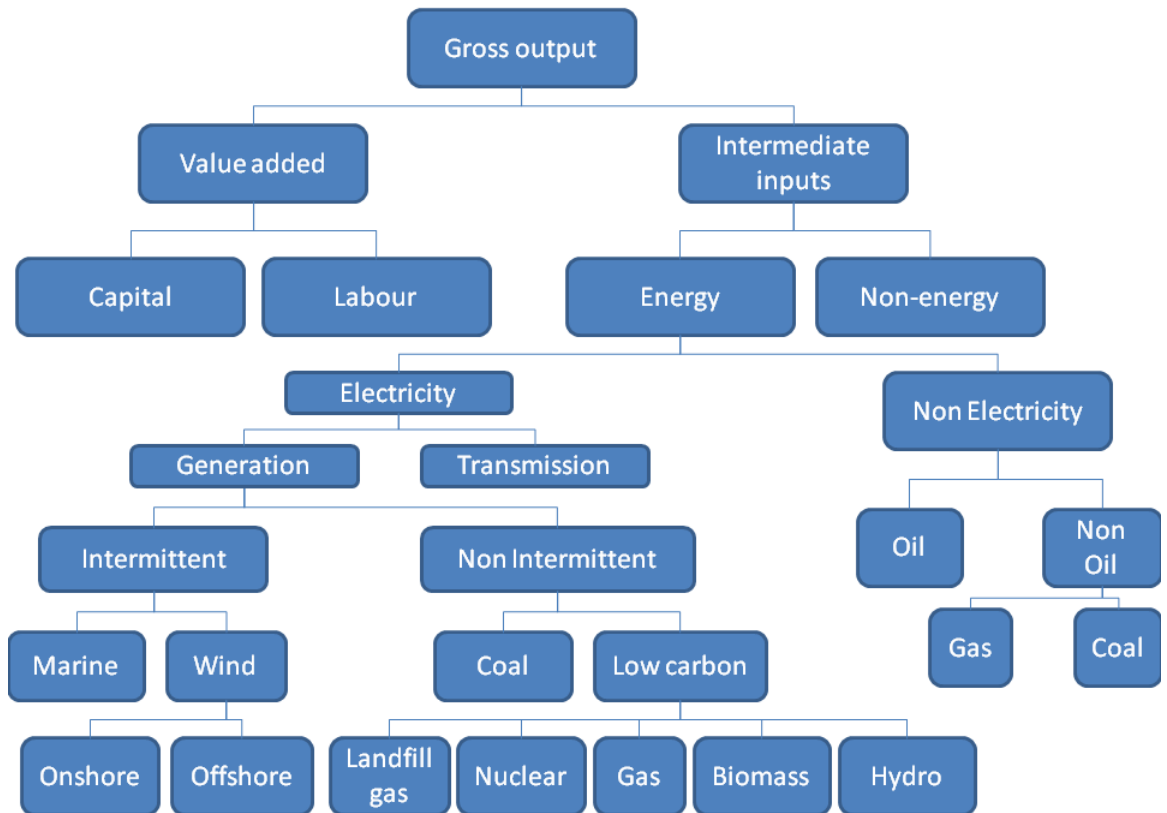 Gross output
Value added
Intermediate
inputs
Capital
Labour
Energy
Non-energy
Electricity
Non Electricity
Generation
Transmission
Intermittent
Non Intermittent
Oil
Non
Oil
Marine
Wind
Coal
Low carbon
Gas
Coal
Onshore
Offshore
Landfill
gas
Nuclear
Gas
Biomass
Hydro